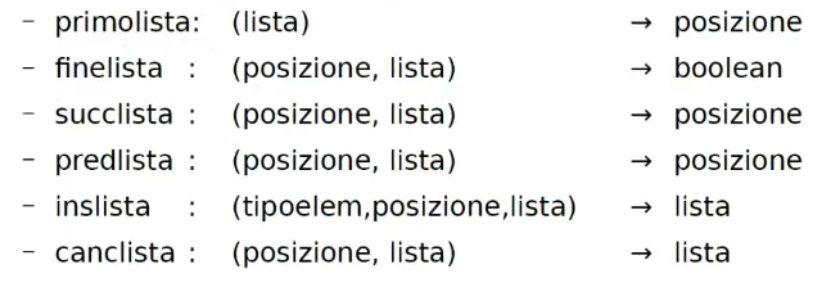 – primolista: (lista) → posizione
– finelista : (posizione, lista) → boolean
– succlista : (posizione, lista) → posizione
– predlista : (posizione, lista) → posizione
– inslista : (tipoelem,posizione,lista) → lista
– canclista : (posizione, lista) → lista